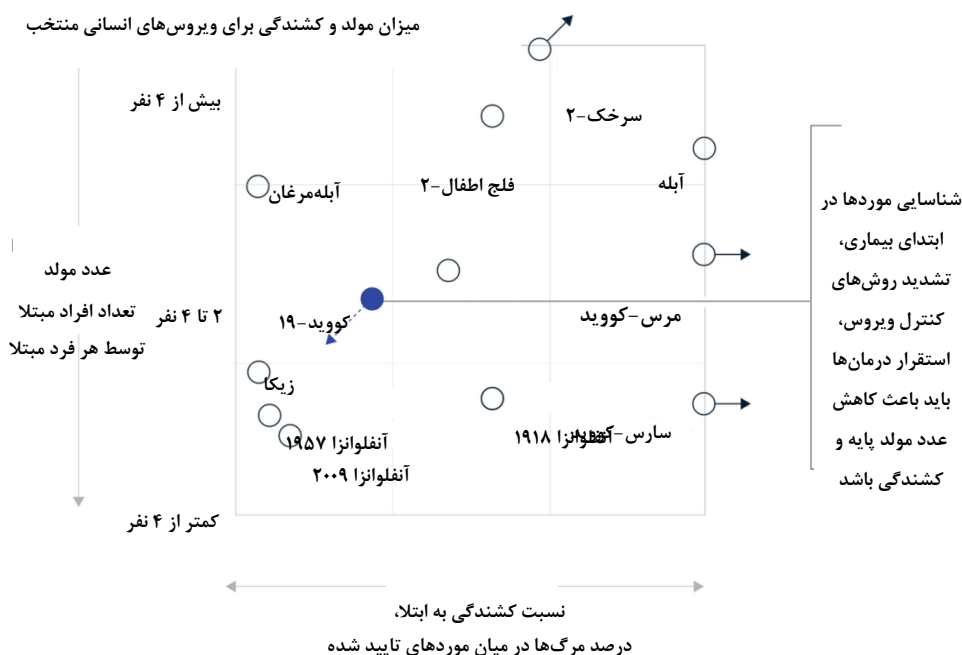 میزان مولد و کشندگی برای ویروس‌های انسانی منتخب
بیش از ۴ نفر
سرخک-۲
آبله
فلج اطفال-۲
آبله‌مرغان
شناسایی موردها در
ابتدای بیماری،
تشدید روش‌های
کنترل ویروس،
استقرار درمان‌ها
باید باعث کاهش
عدد مولد پایه و
کشندگی باشد
عدد مولد
تعداد افراد مبتلا
توسط هر فرد مبتلا
۲ تا ۴ نفر
کووید-۱۹
مرس-کووید
زیکا
آنفلوانزا ۱۹۵۷
آنفلوانزا ۱۹۱۸
سارس-کووید
آنفلوانزا ۲۰۰۹
کمتر از ۴ نفر
نسبت کشندگی به ابتلا،
درصد مرگ‌ها در میان موردهای تایید شده